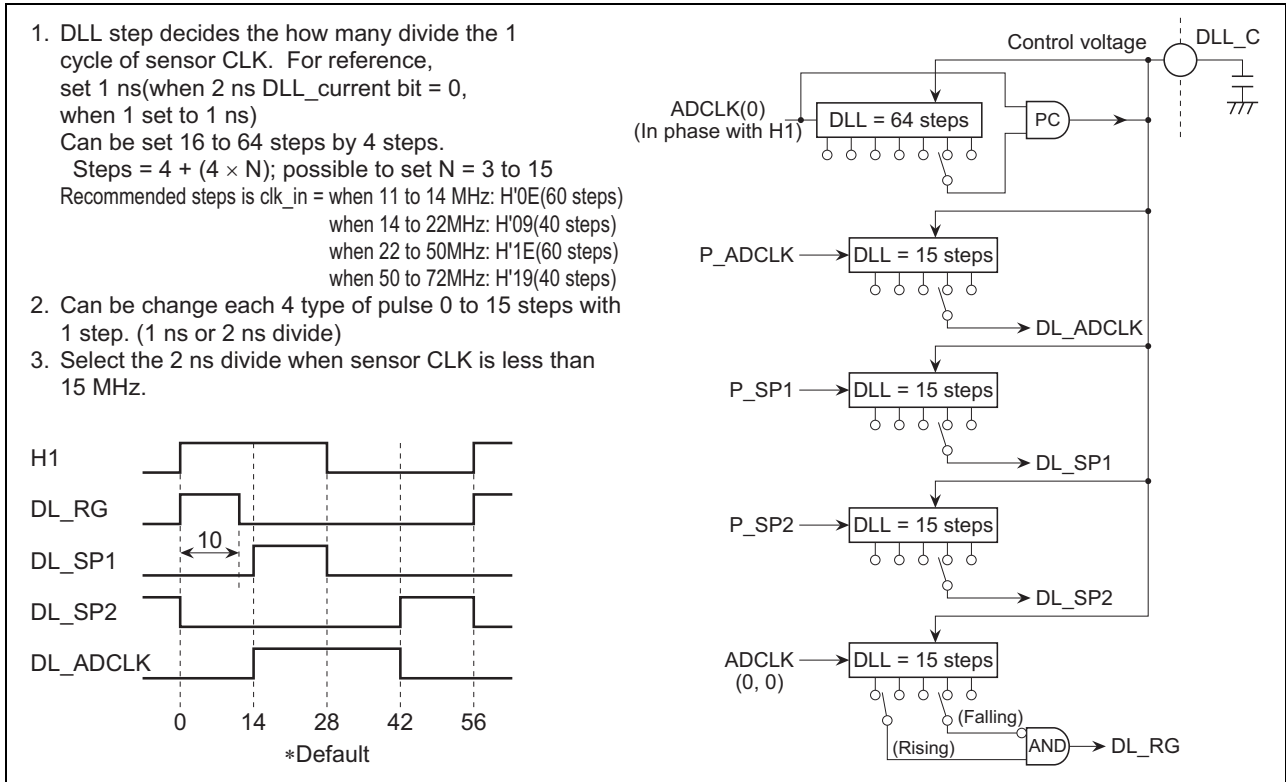 1. DLL step decides the how many divide the 1
cycle of sensor CLK. For reference,
set 1 ns(when 2 ns DLL_current bit = 0,
when 1 set to 1 ns)
Can be set 16 to 64 steps by 4 steps.
Steps = 4 + (4 × N); possible to set N = 3 to 15
Recommended steps is clk_in = when 11 to 14 MHz: H'0E(60 steps)
when 14 to 22MHz: H'09(40 steps)
when 22 to 50MHz: H'1E(60 steps)
when 50 to 72MHz: H'19(40 steps)
2. Can be change each 4 type of pulse 0 to 15 steps with
1 step. (1 ns or 2 ns divide)
3. Select the 2 ns divide when sensor CLK is less than
15 MHz.
H1
DL_RG
10
DL_SP1
DL_SP2
DL_ADCLK
0 14 28 42 56
*Default
Control voltage
DLL_C
ADCLK(0)
(In phase with H1)
DLL = 64 steps
PC
P_ADCLK
DLL = 15 steps
DL_ADCLK
P_SP1
DLL = 15 steps
DL_SP1
P_SP2
DLL = 15 steps
DL_SP2
ADCLK
(0, 0)
DLL = 15 steps
(Falling)
(Rising)
AND
DL_RG